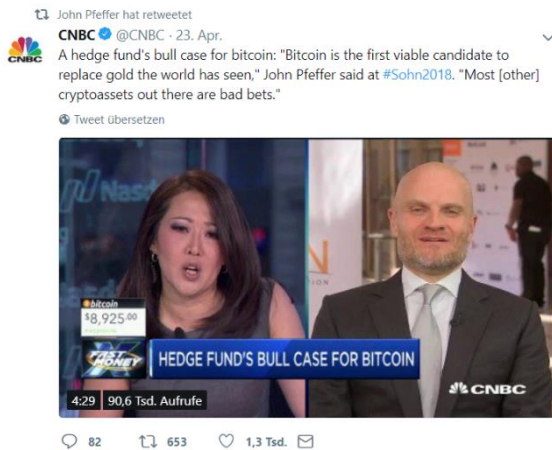 John Pfeffer hat retweetet
CNBC @CNBC · 23. Apr.
A hedge fund's bull case for bitcoin: "Bitcoin is the first viable candidate to
replace gold the world has seen," John Pfeffer said at #Sohn2018. "Most [other]
cryptoassets out there are bad bets."
Tweet übersetzen
CNBC
Nasd
bitcoin
$8,925.00
FAST MONEY
HEDGE FUND'S BULL CASE FOR BITCOIN
CNBC
4:29 90,6 Tsd. Aufrufe
82 653 1,3 Tsd.